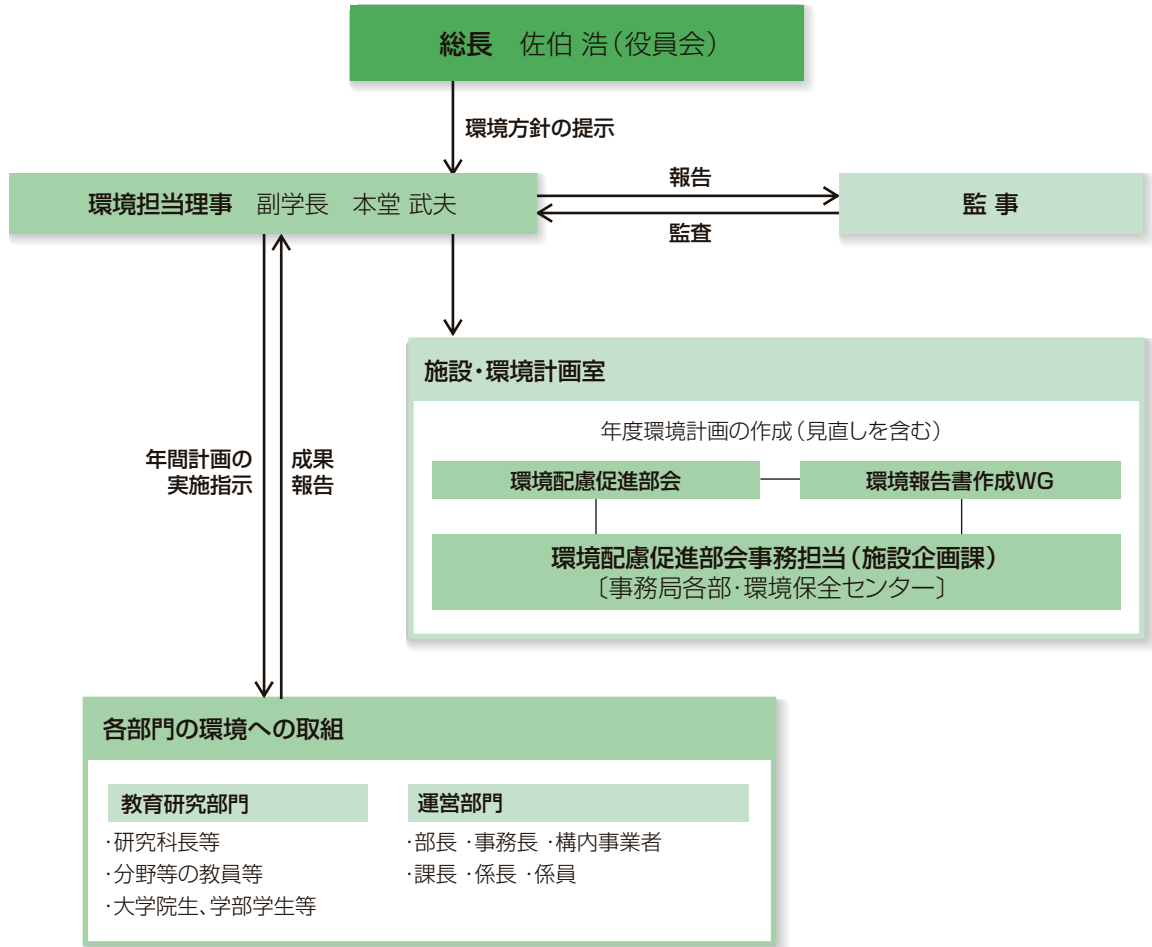 総長　佐伯 浩（役員会）
環境方針の提示
環境担当理事　副学長　本堂 武夫
報告
監査
監 事
施設・環境計画室
年度環境計画の作成（見直しを含む）
環境配慮促進部会
環境報告書作成WG
環境配慮促進部会事務担当（施設企画課）
〔事務局各部・環境保全センター〕
年間計画の
実施指示
成果
報告
各部門の環境への取組
教育研究部門
・研究科長等
・分野等の教員等
・大学院生、学部学生等
運営部門
・部長 ・事務長 ・構内事業者
・課長 ・係長 ・係員